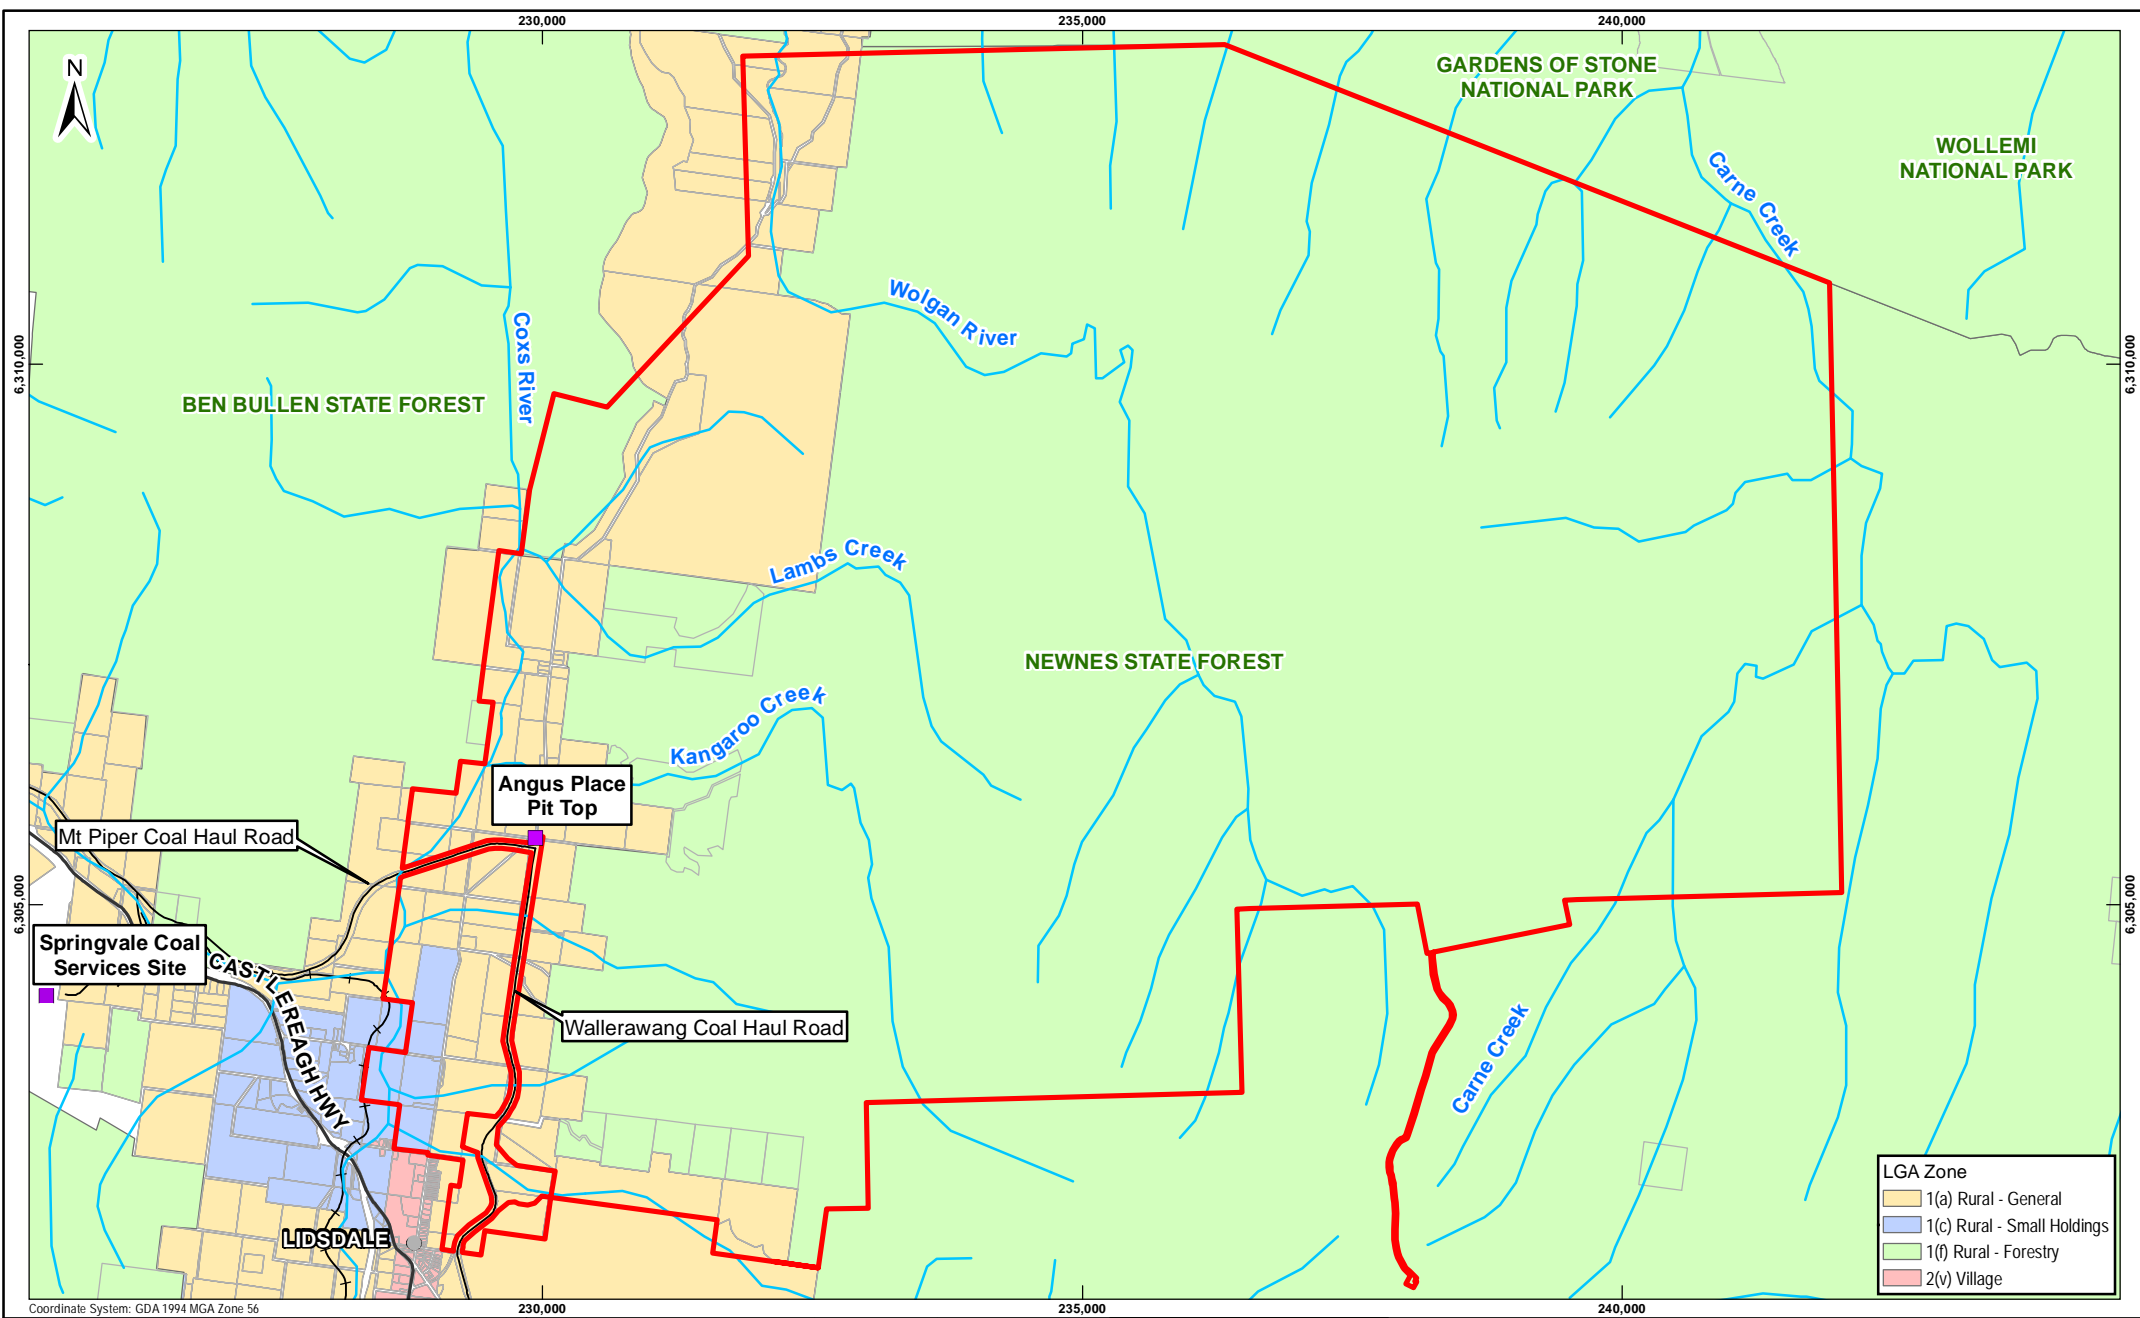 230,000
235,000
240,000
N
GARDENS OF STONE
NATIONAL PARK
WOLLEMI
NATIONAL PARK
Carne Creek
Wolgan River
Coxs River
6,310,000
6,310,000
BEN BULLEN STATE FOREST
Lambs Creek
NEWNES STATE FOREST
Kangaroo Creek
Angus Place
Pit Top
Mt Piper Coal Haul Road
6,305,000
6,305,000
Springvale Coal
Services Site
CASTLEREAGH HWY
Wallerawang Coal Haul Road
Carne Creek
LIDSDALE
LGA Zone
1(a) Rural - General
1(c) Rural - Small Holdings
1(f) Rural - Forestry
2(v) Village
Coordinate System: GDA 1994 MGA Zone 56
230,000
235,000
240,000